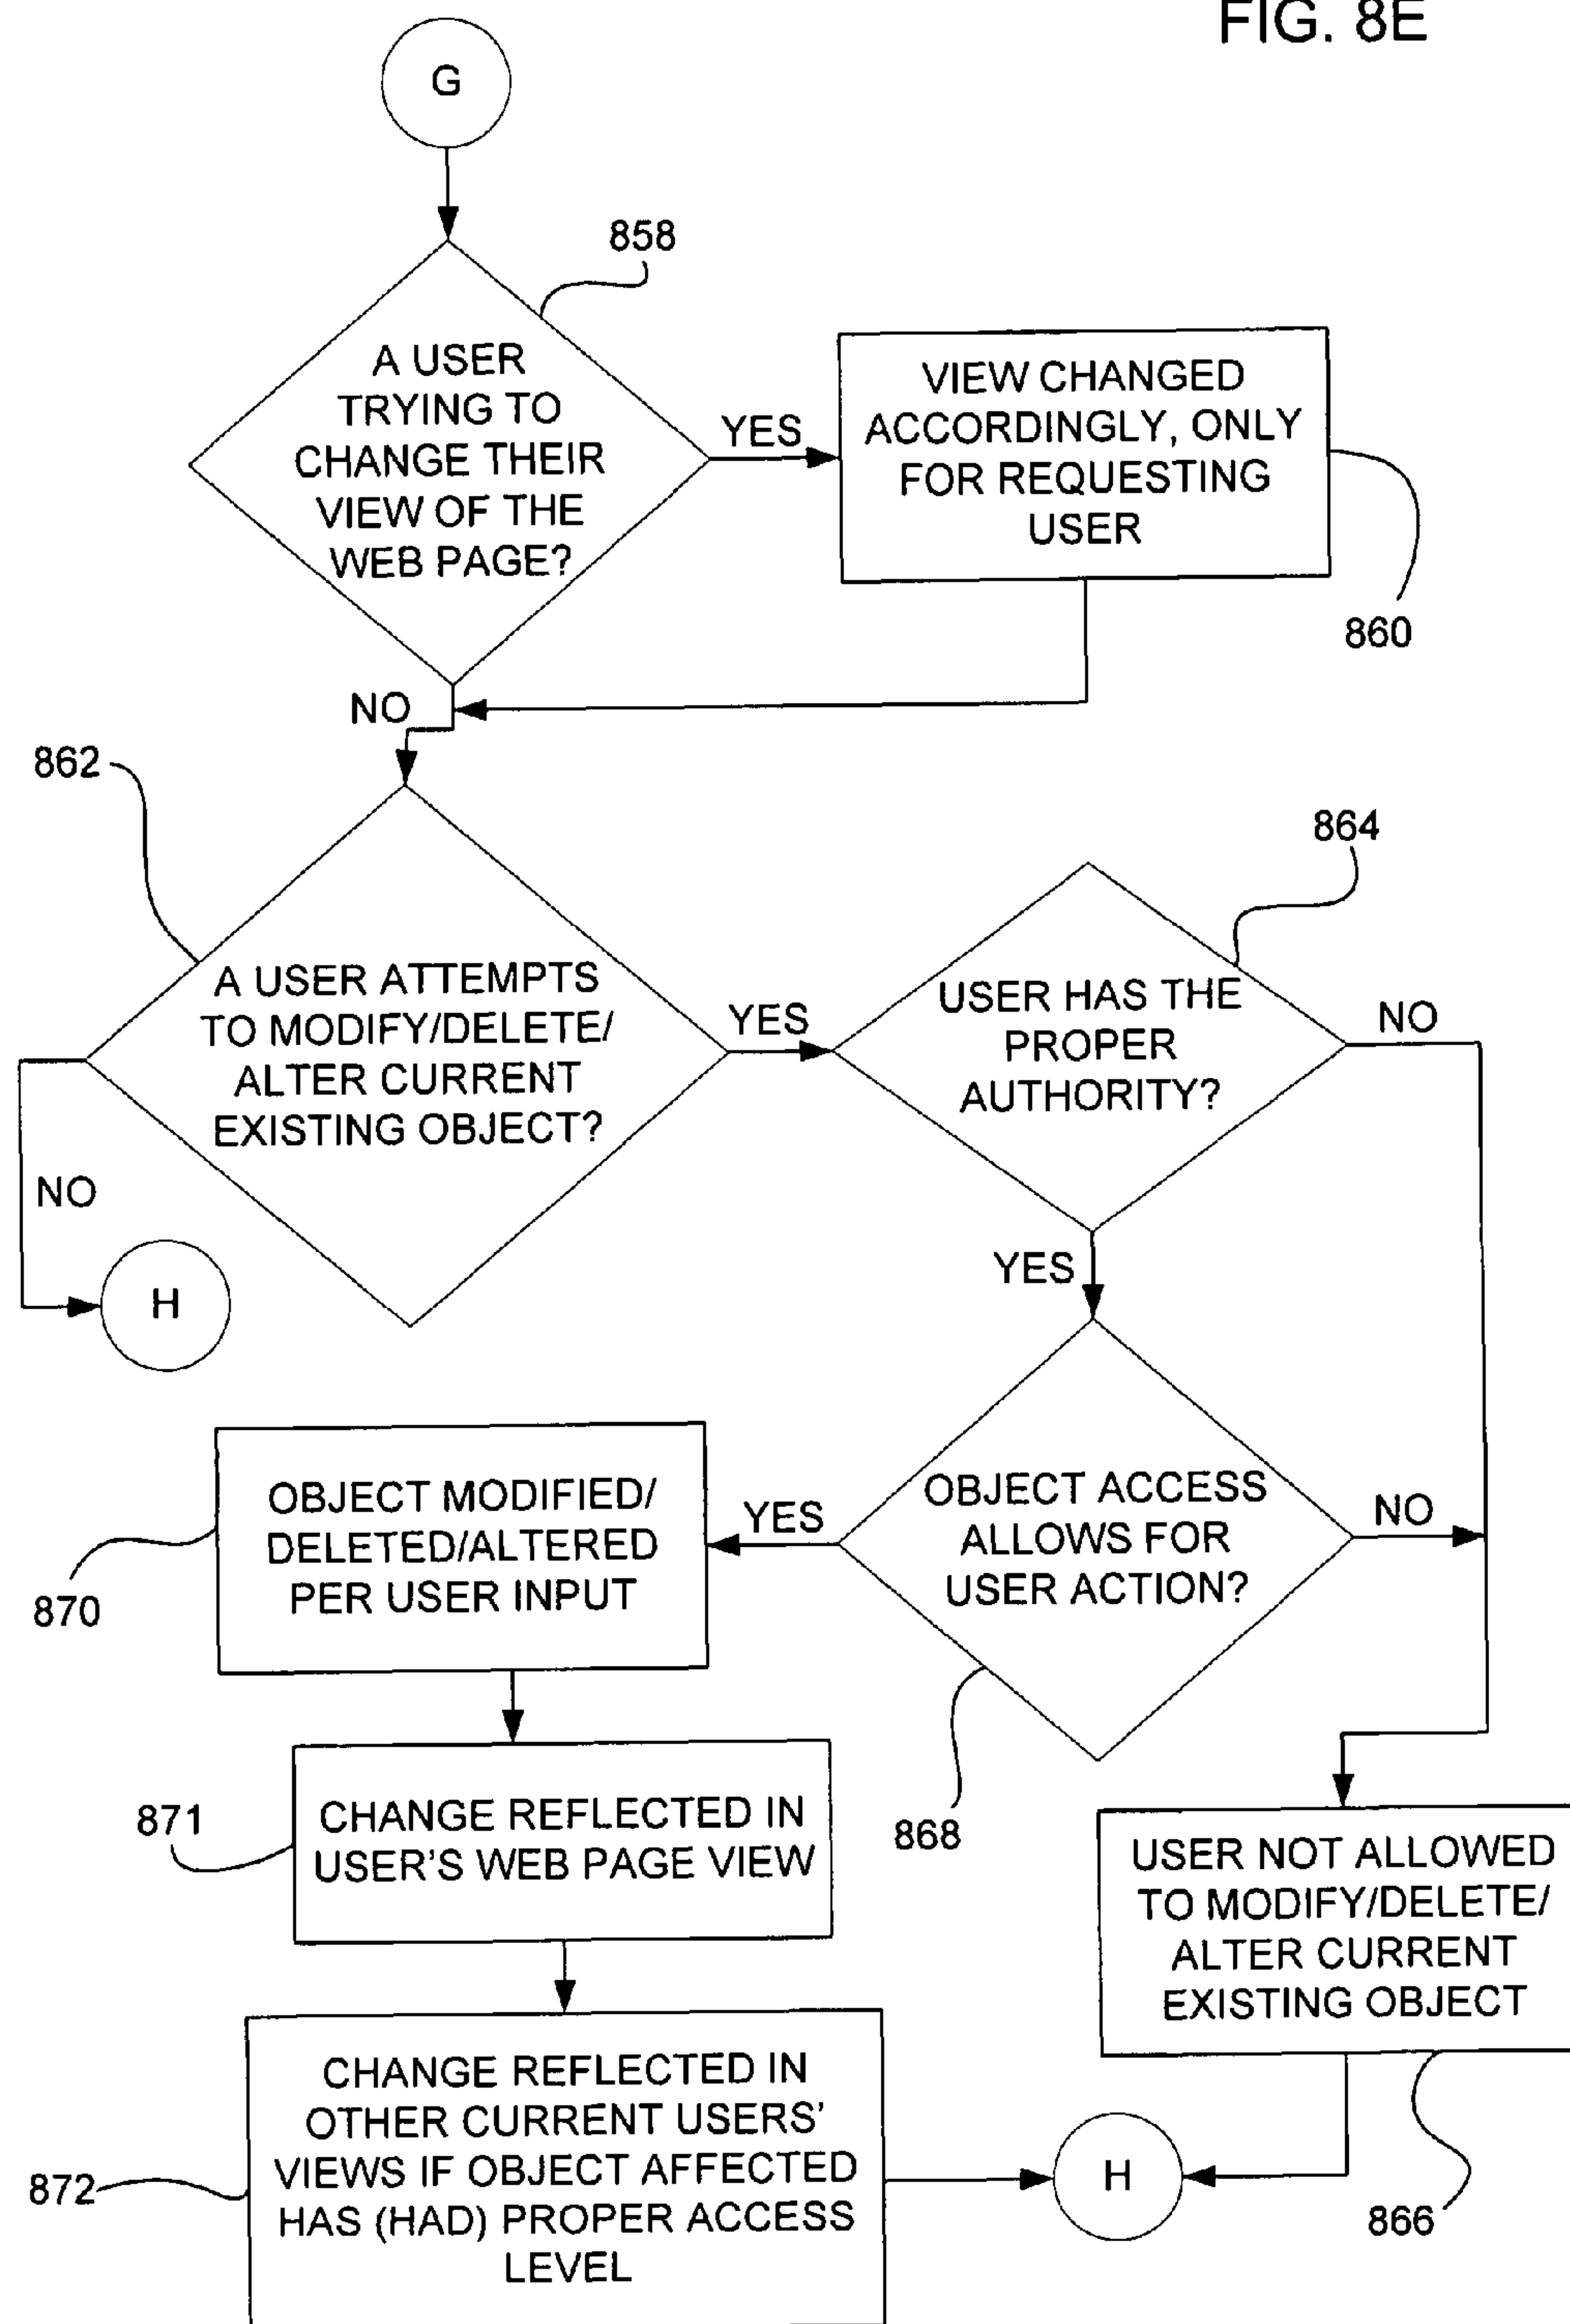 FIG. 8E
G
858
A USER
TRYING TO
CHANGE THEIR
VIEW OF THE
WEB PAGE?
YES
VIEW CHANGED
ACCORDINGLY, ONLY
FOR REQUESTING
USER
860
NO
862
A USER ATTEMPTS
TO MODIFY/DELETE/
ALTER CURRENT
EXISTING OBJECT?
YES
864
USER HAS THE
PROPER
AUTHORITY?
NO
NO
H
YES
OBJECT ACCESS
ALLOWS FOR
USER ACTION?
NO
868
YES
OBJECT MODIFIED/
DELETED/ALTERED
PER USER INPUT
870
871
CHANGE REFLECTED IN
USER'S WEB PAGE VIEW
USER NOT ALLOWED
TO MODIFY/DELETE/
ALTER CURRENT
EXISTING OBJECT
866
872
CHANGE REFLECTED IN
OTHER CURRENT USERS'
VIEWS IF OBJECT AFFECTED
HAS (HAD) PROPER ACCESS
LEVEL
H